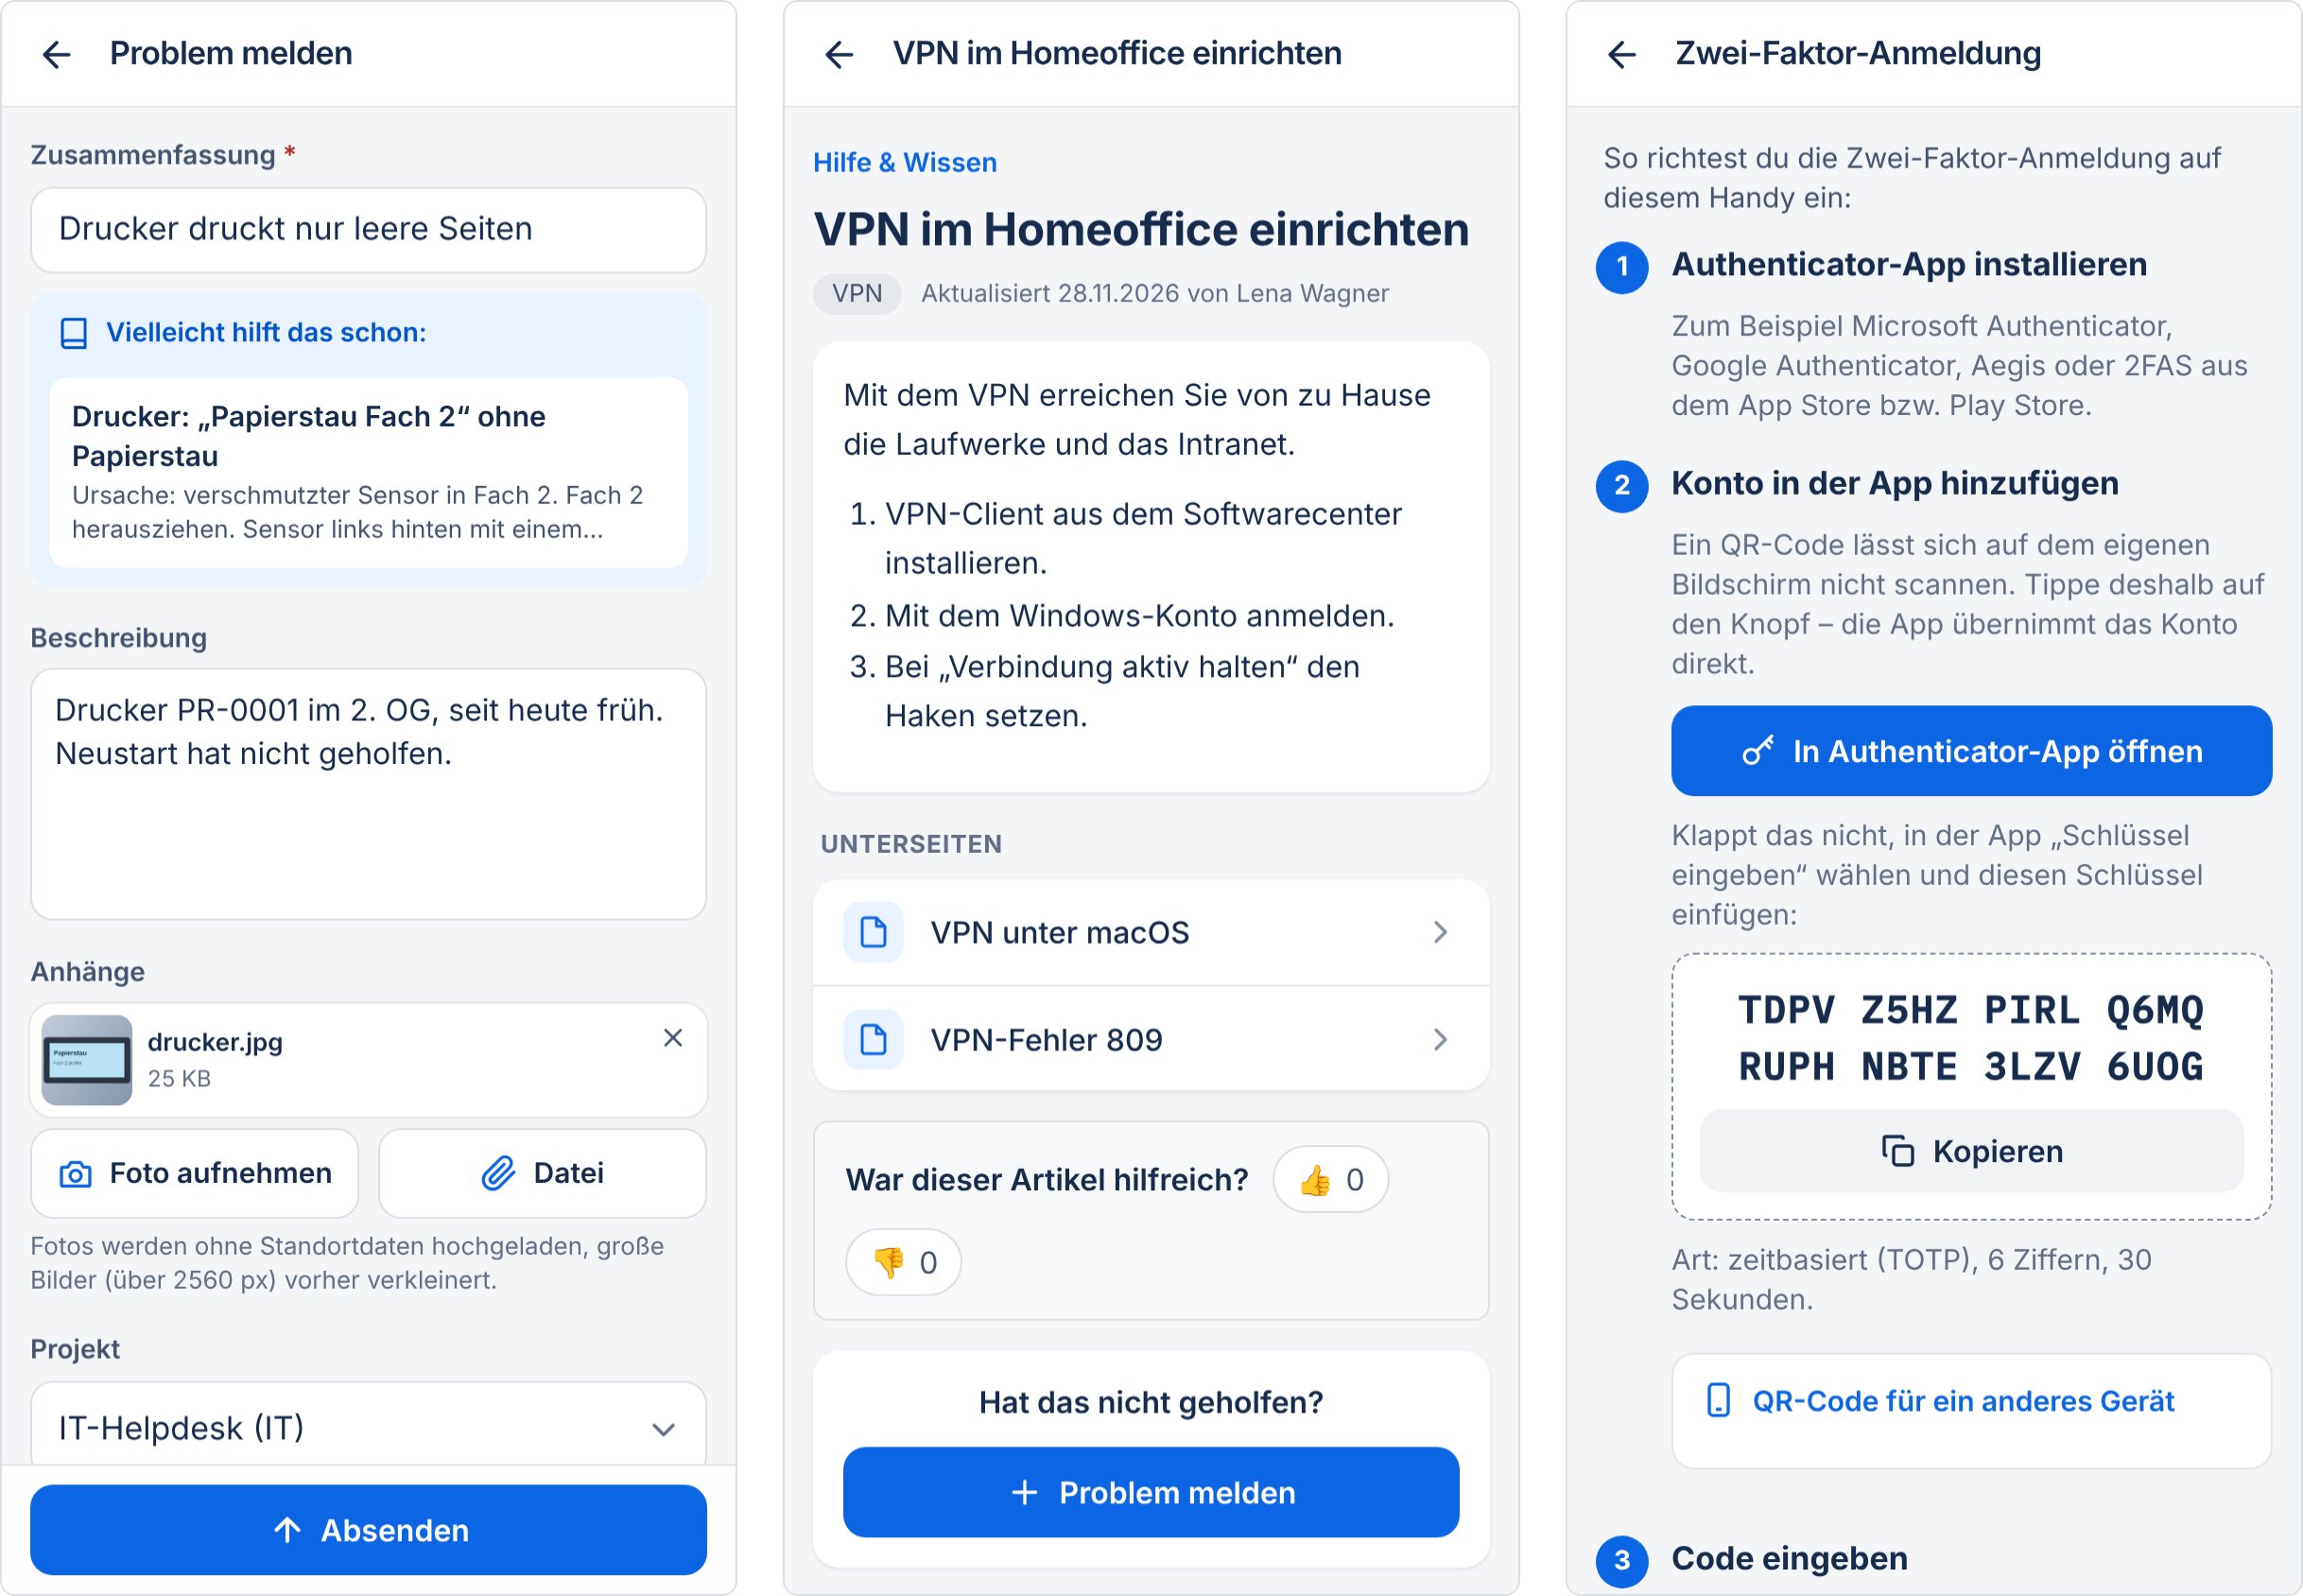 Problem melden
Zusammenfassung *
Drucker druckt nur leere Seiten
Vielleicht hilft das schon:
Drucker: „Papierstau Fach 2“ ohne
Papierstau
Ursache: verschmutzter Sensor in Fach 2. Fach 2
herausziehen. Sensor links hinten mit einem...
Beschreibung
Drucker PR-0001 im 2. OG, seit heute früh.
Neustart hat nicht geholfen.
Anhänge
Papierstau
drucker.jpg
25 KB
Foto aufnehmen
Datei
Fotos werden ohne Standortdaten hochgeladen, große
Bilder (über 2560 px) vorher verkleinert.
Projekt
IT-Helpdesk (IT)
Absenden
VPN im Homeoffice einrichten
Hilfe & Wissen
VPN im Homeoffice einrichten
VPN Aktualisiert 28.11.2026 von Lena Wagner
Mit dem VPN erreichen Sie von zu Hause
die Laufwerke und das Intranet.
1. VPN-Client aus dem Softwarecenter
installieren.
2. Mit dem Windows-Konto anmelden.
3. Bei „Verbindung aktiv halten“ den
Haken setzen.
UNTERSEITEN
VPN unter macOS
VPN-Fehler 809
War dieser Artikel hilfreich? 👍 0
👎 0
Hat das nicht geholfen?
Problem melden
Zwei-Faktor-Anmeldung
So richtest du die Zwei-Faktor-Anmeldung auf
diesem Handy ein:
1 Authenticator-App installieren
Zum Beispiel Microsoft Authenticator,
Google Authenticator, Aegis oder 2FAS aus
dem App Store bzw. Play Store.
2 Konto in der App hinzufügen
Ein QR-Code lässt sich auf dem eigenen
Bildschirm nicht scannen. Tippe deshalb auf
den Knopf – die App übernimmt das Konto
direkt.
In Authenticator-App öffnen
Klappt das nicht, in der App „Schlüssel
eingeben“ wählen und diesen Schlüssel
einfügen:
TDPV Z5HZ PIRL Q6MQ
RUPH NBTE 3LZV 6UOG
Kopieren
Art: zeitbasiert (TOTP), 6 Ziffern, 30
Sekunden.
QR-Code für ein anderes Gerät
3 Code eingeben